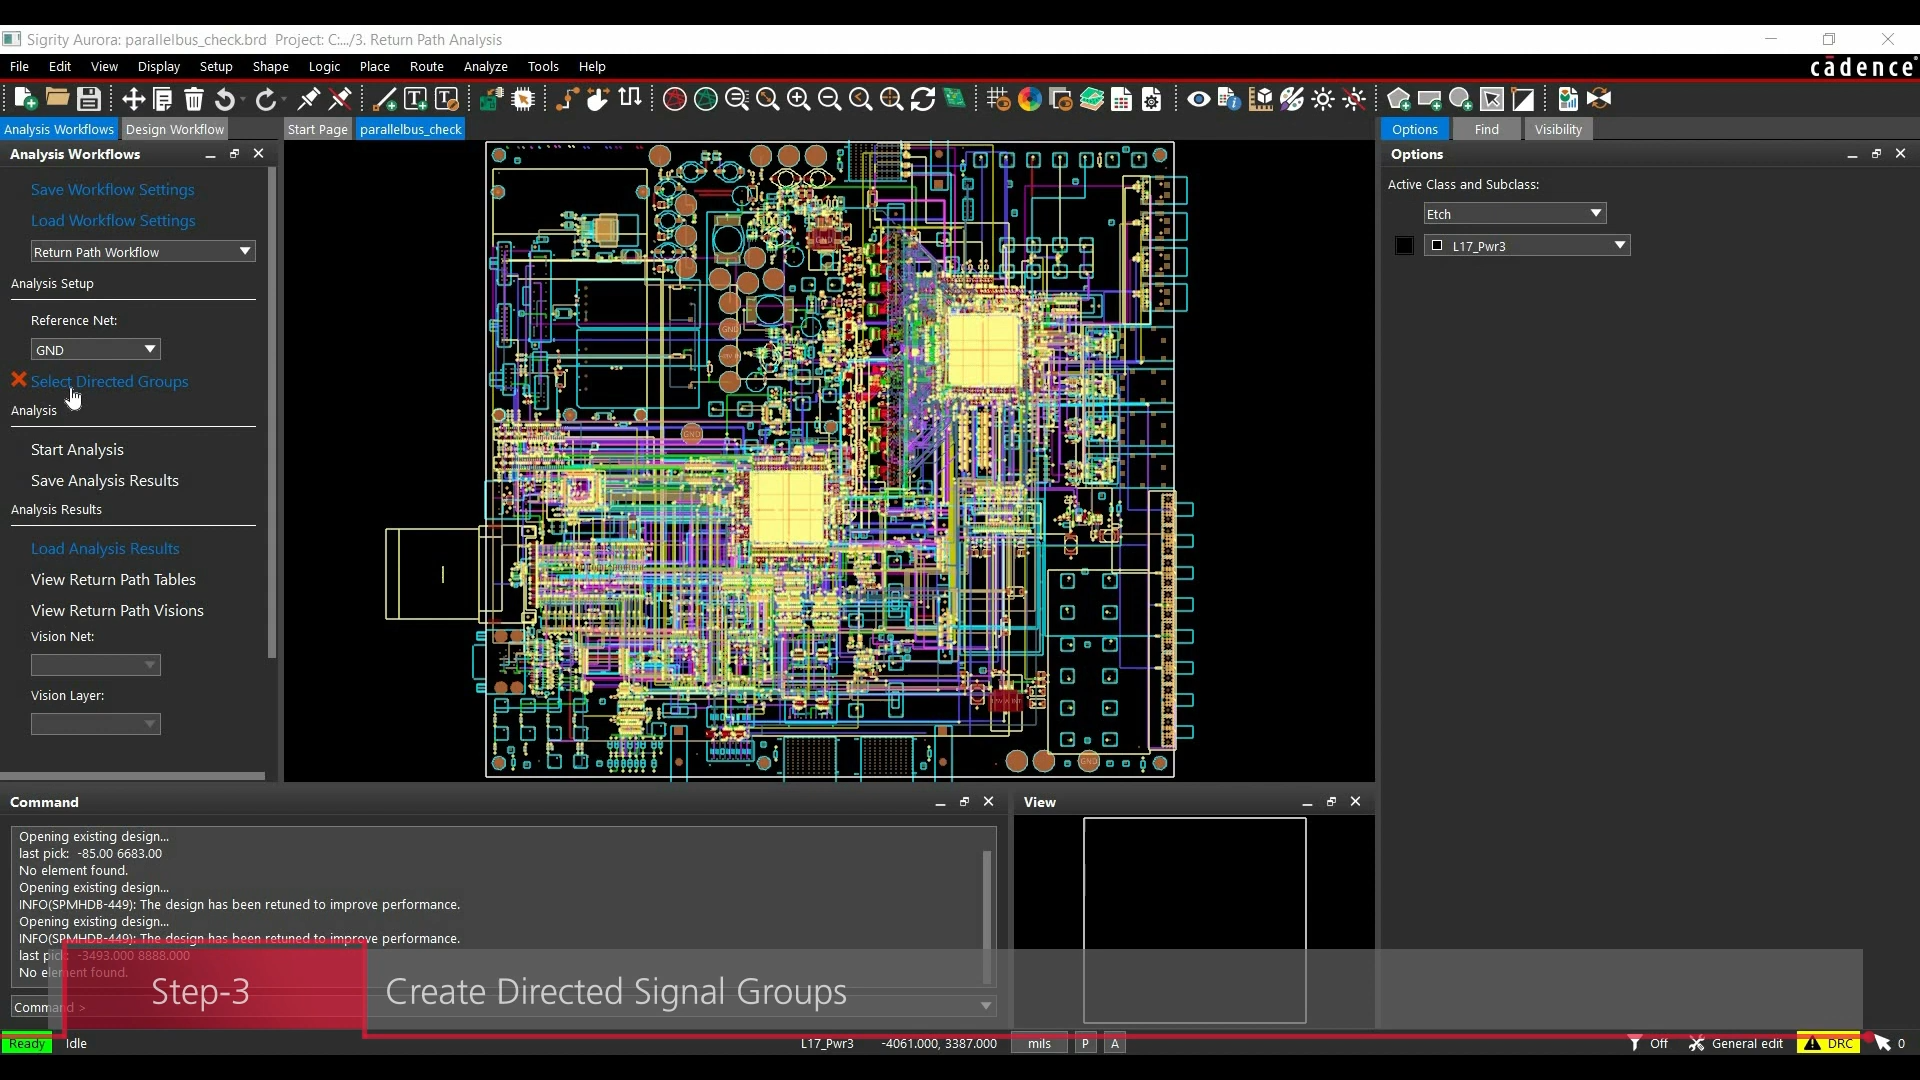 Sigrity Aurora: parallelbus_check.brd Project: C:.../3. Return Path Analysis
File Edit View Display Setup Shape Logic Place Route Analyze Tools Help
cādence
Analysis Workflows Design Workflow Start Page parallelbus_check Options Find Visibility
Analysis Workflows
Save Workflow Settings
Load Workflow Settings
Return Path Workflow
Analysis Setup
Reference Net:
GND
Select Directed Groups
Analysis
Start Analysis
Save Analysis Results
Analysis Results
Load Analysis Results
View Return Path Tables
View Return Path Visions
Vision Net:
Vision Layer:
Options
Active Class and Subclass:
Etch
L17_Pwr3
Command
Opening existing design...
last pick: -85.00 6683.00
No element found.
Opening existing design...
INFO(SPMHDB-449): The design has been retuned to improve performance.
Opening existing design...
INFO(SPMHDB-449): The design has been retuned to improve performance.
last pick: -3493.000 8888.000
No element found.
Command >
View
Step-3 Create Directed Signal Groups
Ready Idle L17_Pwr3 -4061.000, 3387.000 mils P A Off General edit DRC 0